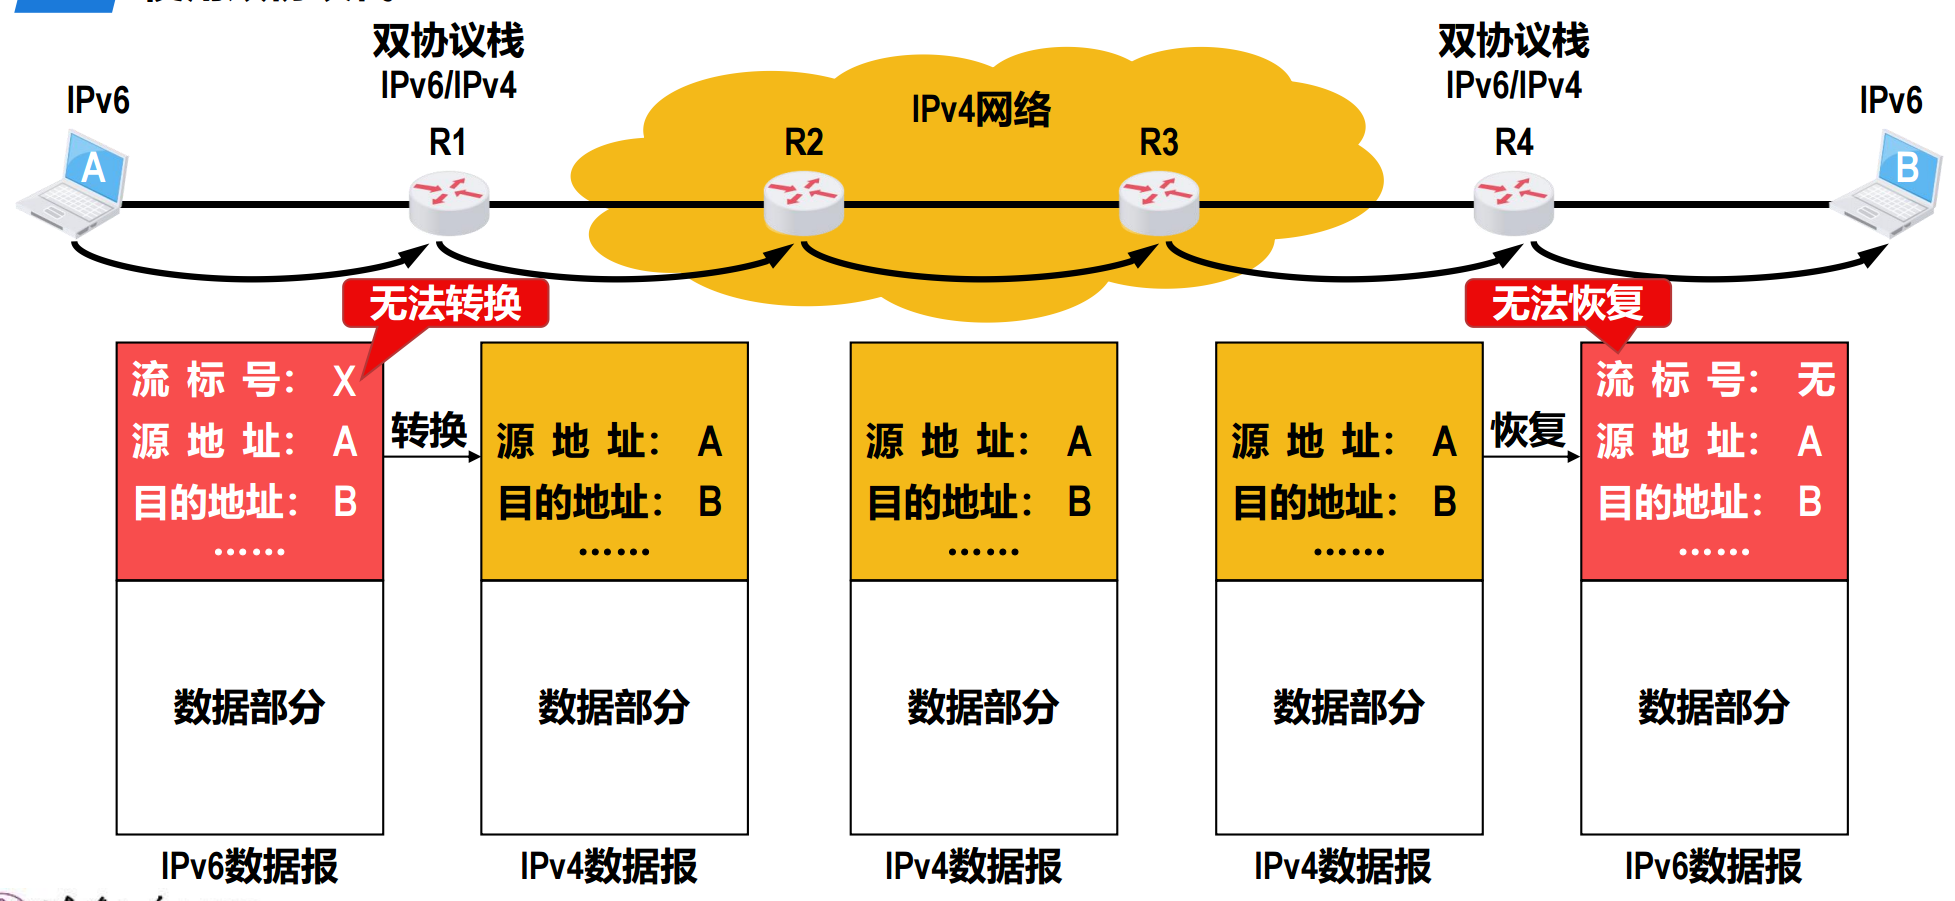 双协议栈
IPv6/IPv4
双协议栈
IPv6/IPv4
IPv6
IPv4网络
IPv6
R1
R2
R3
R4
A
B
无法转换
无法恢复
流标号: X
源地址: A
目的地址: B
......
数据部分
IPv6数据报
转换
源地址: A
目的地址: B
......
数据部分
IPv4数据报
源地址: A
目的地址: B
......
数据部分
IPv4数据报
源地址: A
目的地址: B
......
数据部分
IPv4数据报
恢复
流标号: 无
源地址: A
目的地址: B
......
数据部分
IPv6数据报